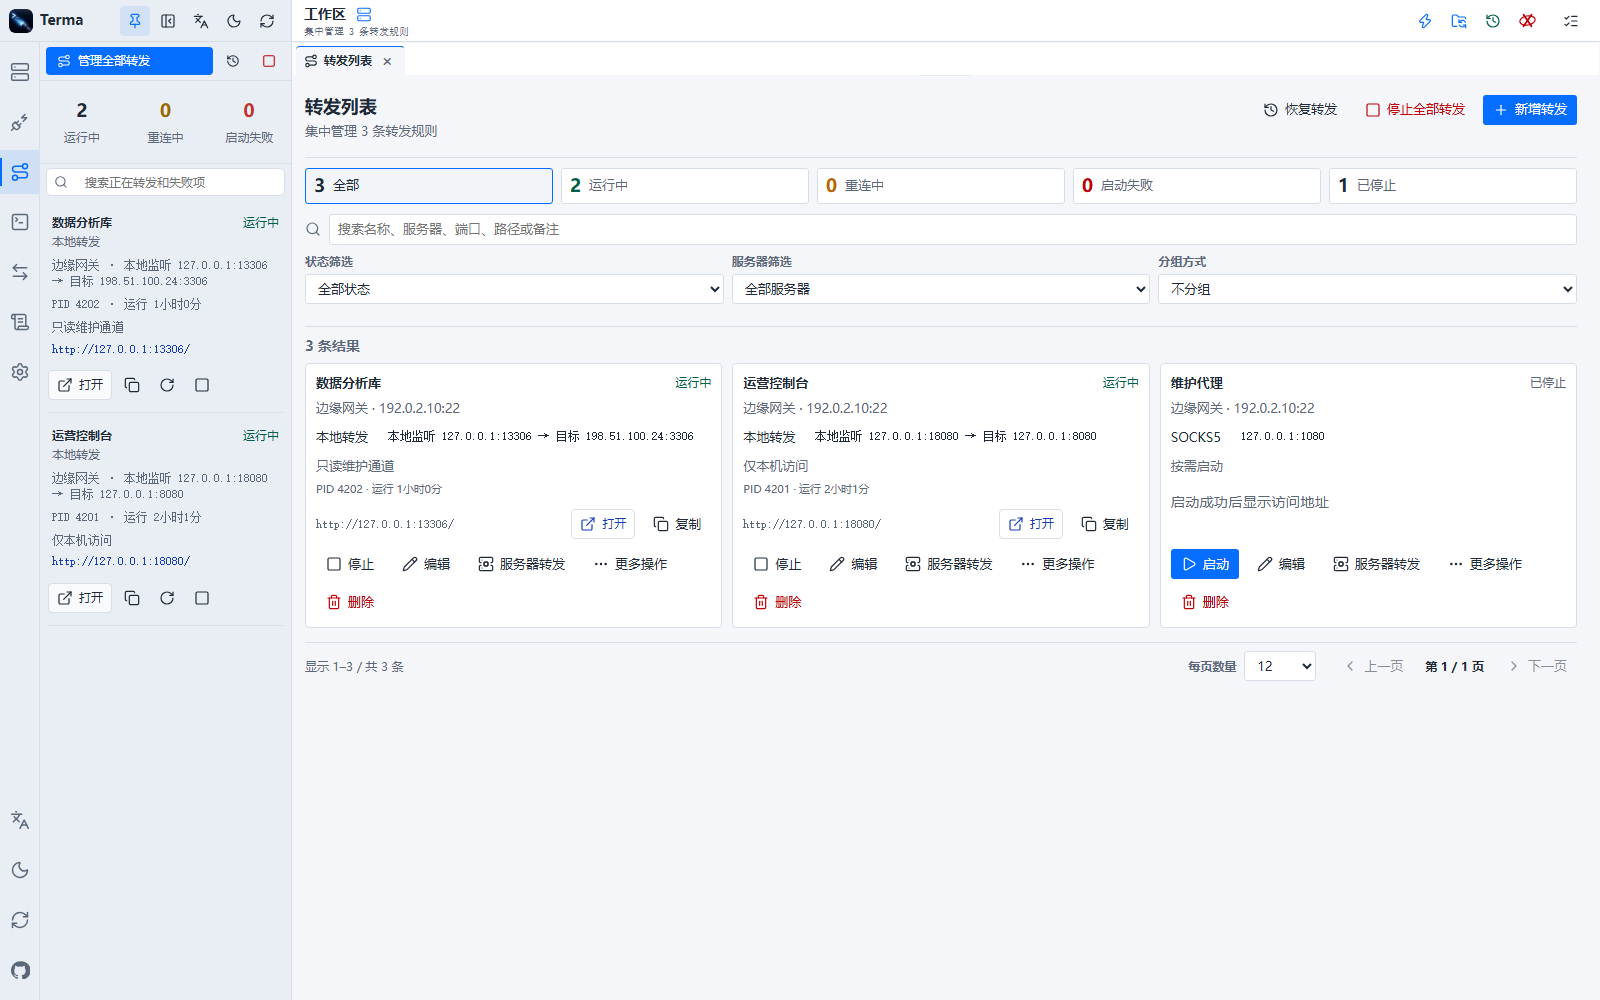 Terma
工作区
集中管理 3 条转发规则
管理全部转发
2
运行中
0
重连中
0
启动失败
搜索正在转发和失败项
数据分析库
运行中
本地转发
边缘网关 · 本地监听 127.0.0.1:13306
→ 目标 198.51.100.24:3306
PID 4202 · 运行 1小时0分
只读维护通道
http://127.0.0.1:13306/
打开
运营控制台
运行中
本地转发
边缘网关 · 本地监听 127.0.0.1:18080
→ 目标 127.0.0.1:8080
PID 4201 · 运行 2小时1分
仅本机访问
http://127.0.0.1:18080/
打开
转发列表
转发列表
集中管理 3 条转发规则
恢复转发
停止全部转发
新增转发
3 全部
2 运行中
0 重连中
0 启动失败
1 已停止
搜索名称、服务器、端口、路径或备注
状态筛选
全部状态
服务器筛选
全部服务器
分组方式
不分组
3 条结果
数据分析库
运行中
边缘网关 · 192.0.2.10:22
本地转发 本地监听 127.0.0.1:13306 → 目标 198.51.100.24:3306
只读维护通道
PID 4202 · 运行 1小时0分
http://127.0.0.1:13306/
打开
复制
停止
编辑
服务器转发
更多操作
删除
运营控制台
运行中
边缘网关 · 192.0.2.10:22
本地转发 本地监听 127.0.0.1:18080 → 目标 127.0.0.1:8080
仅本机访问
PID 4201 · 运行 2小时1分
http://127.0.0.1:18080/
打开
复制
停止
编辑
服务器转发
更多操作
删除
维护代理
已停止
边缘网关 · 192.0.2.10:22
SOCKS5 127.0.0.1:1080
按需启动
启动成功后显示访问地址
启动
编辑
服务器转发
更多操作
删除
显示 1–3 / 共 3 条
每页数量
12
上一页
第 1 / 1 页
下一页